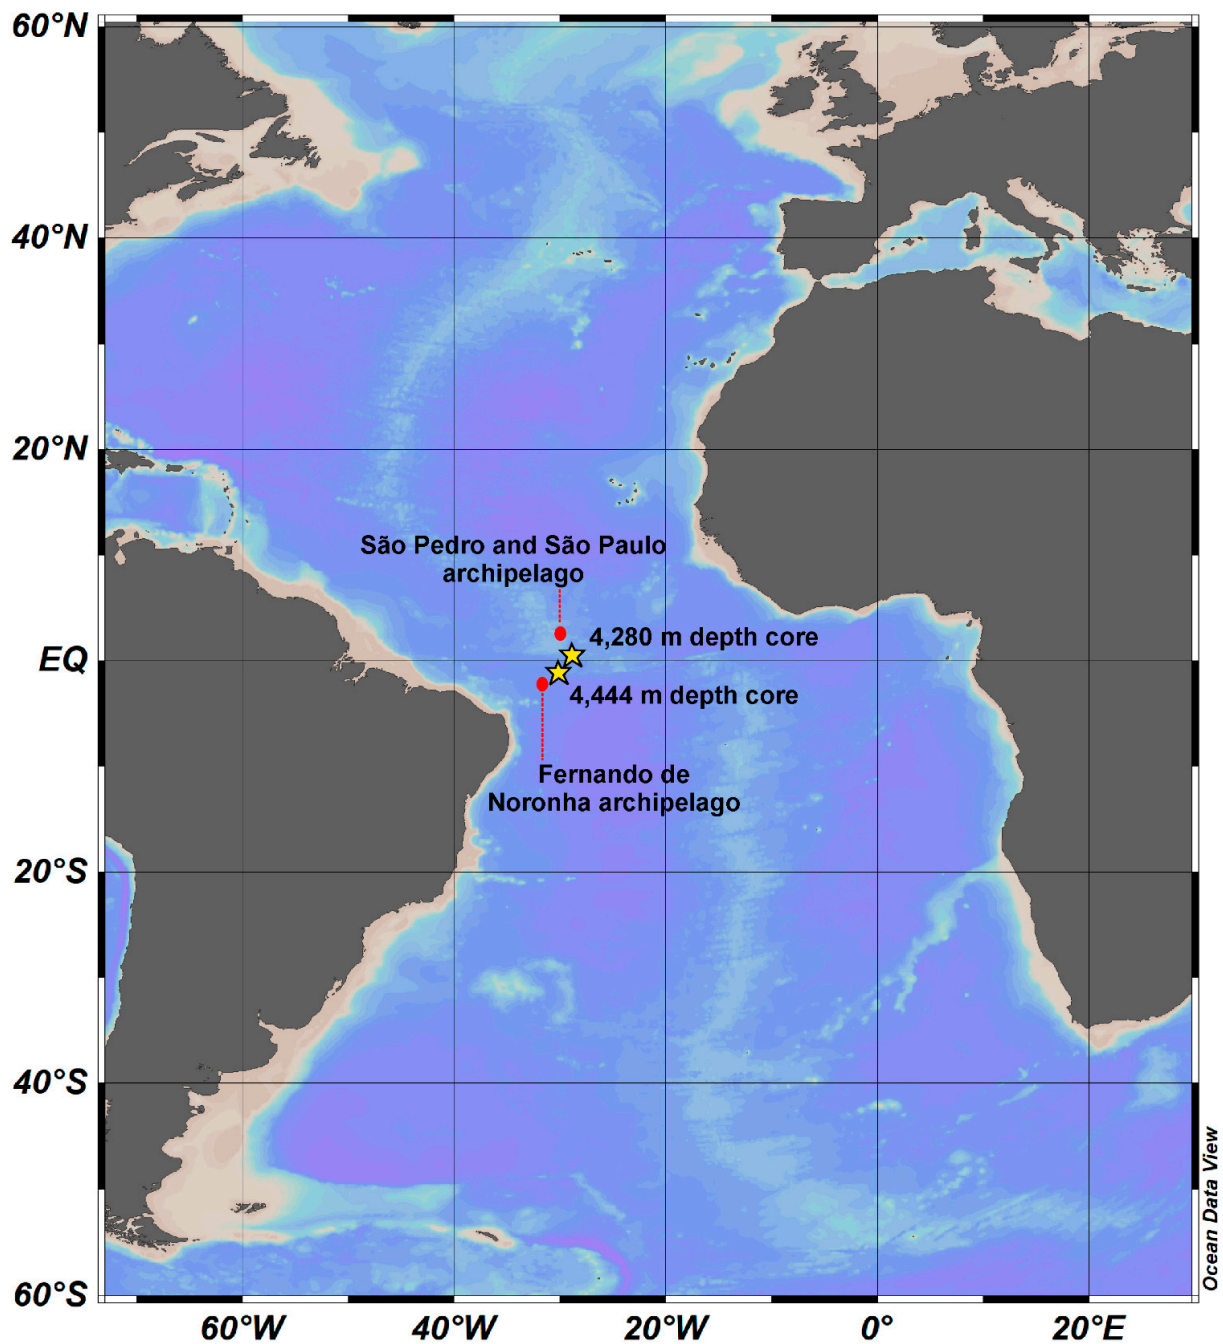 60°N
40°N
20°N
São Pedro and São Paulo
archipelago
4,280 m depth core
EQ
4,444 m depth core
Fernando de
Noronha archipelago
20°S
40°S
Ocean Data View
60°S
60°W
40°W
20°W
0°
20°E